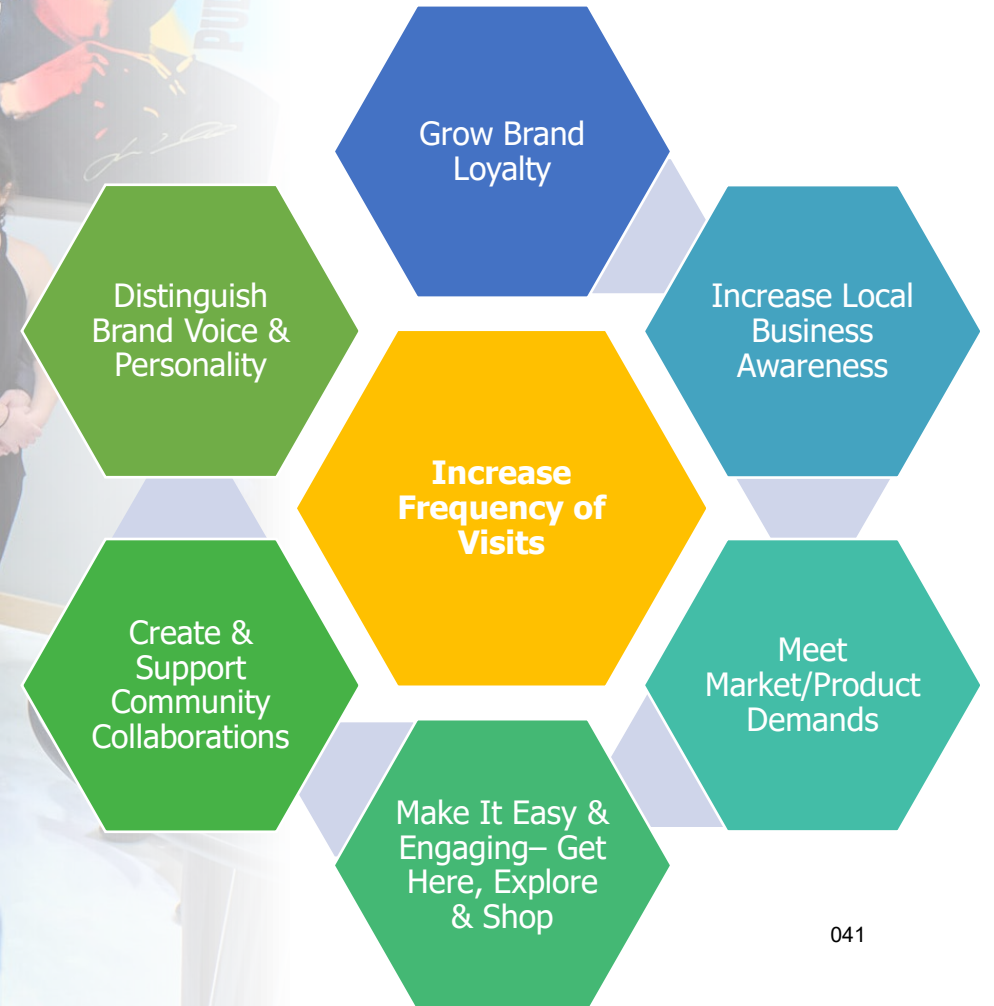 Grow Brand
Loyalty
Increase Local
Business
Awareness
Meet
Market/Product
Demands
Make It Easy &
Engaging– Get
Here, Explore
& Shop
Create &
Support
Community
Collaborations
Distinguish
Brand Voice &
Personality
Increase
Frequency of
Visits
041